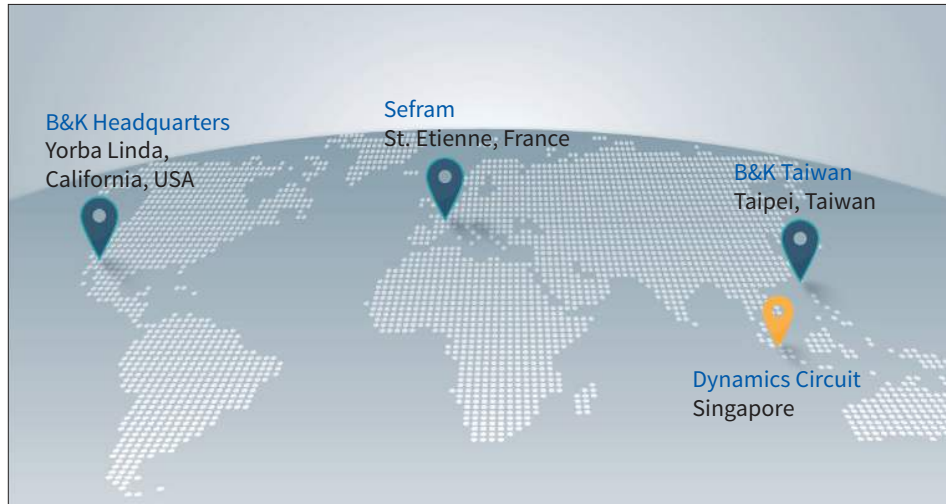 B&K Headquarters
Yorba Linda,
California, USA
Sefram
St. Etienne, France
B&K Taiwan
Taipei, Taiwan
Dynamics Circuit
Singapore